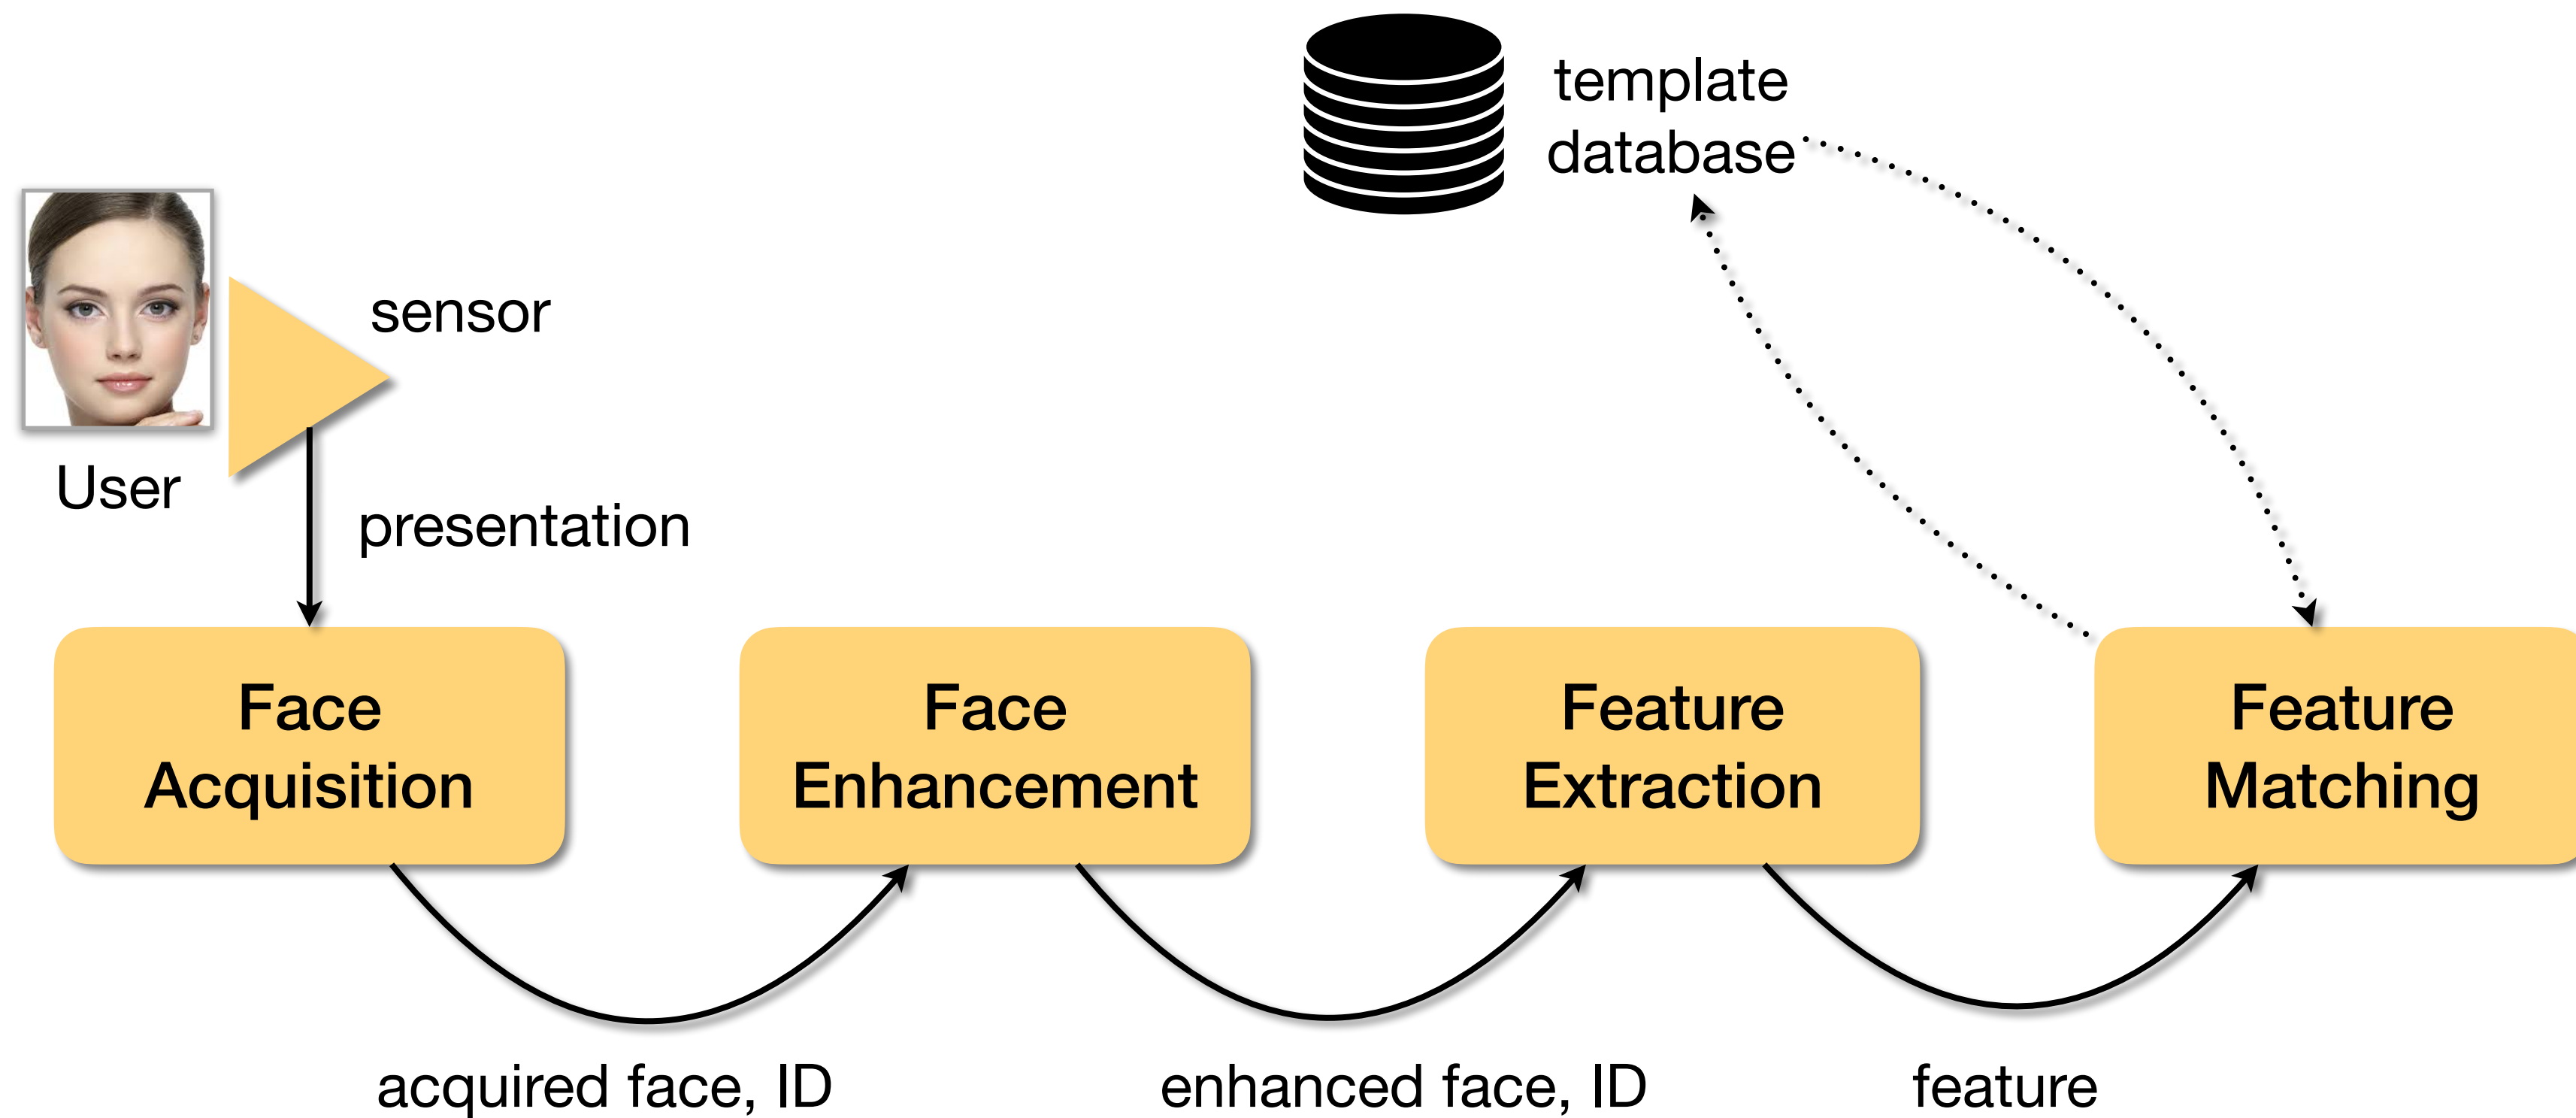 template
database
sensor
User
presentation
Face
Acquisition
Face
Enhancement
Feature
Extraction
Feature
Matching
acquired face, ID
enhanced face, ID
feature